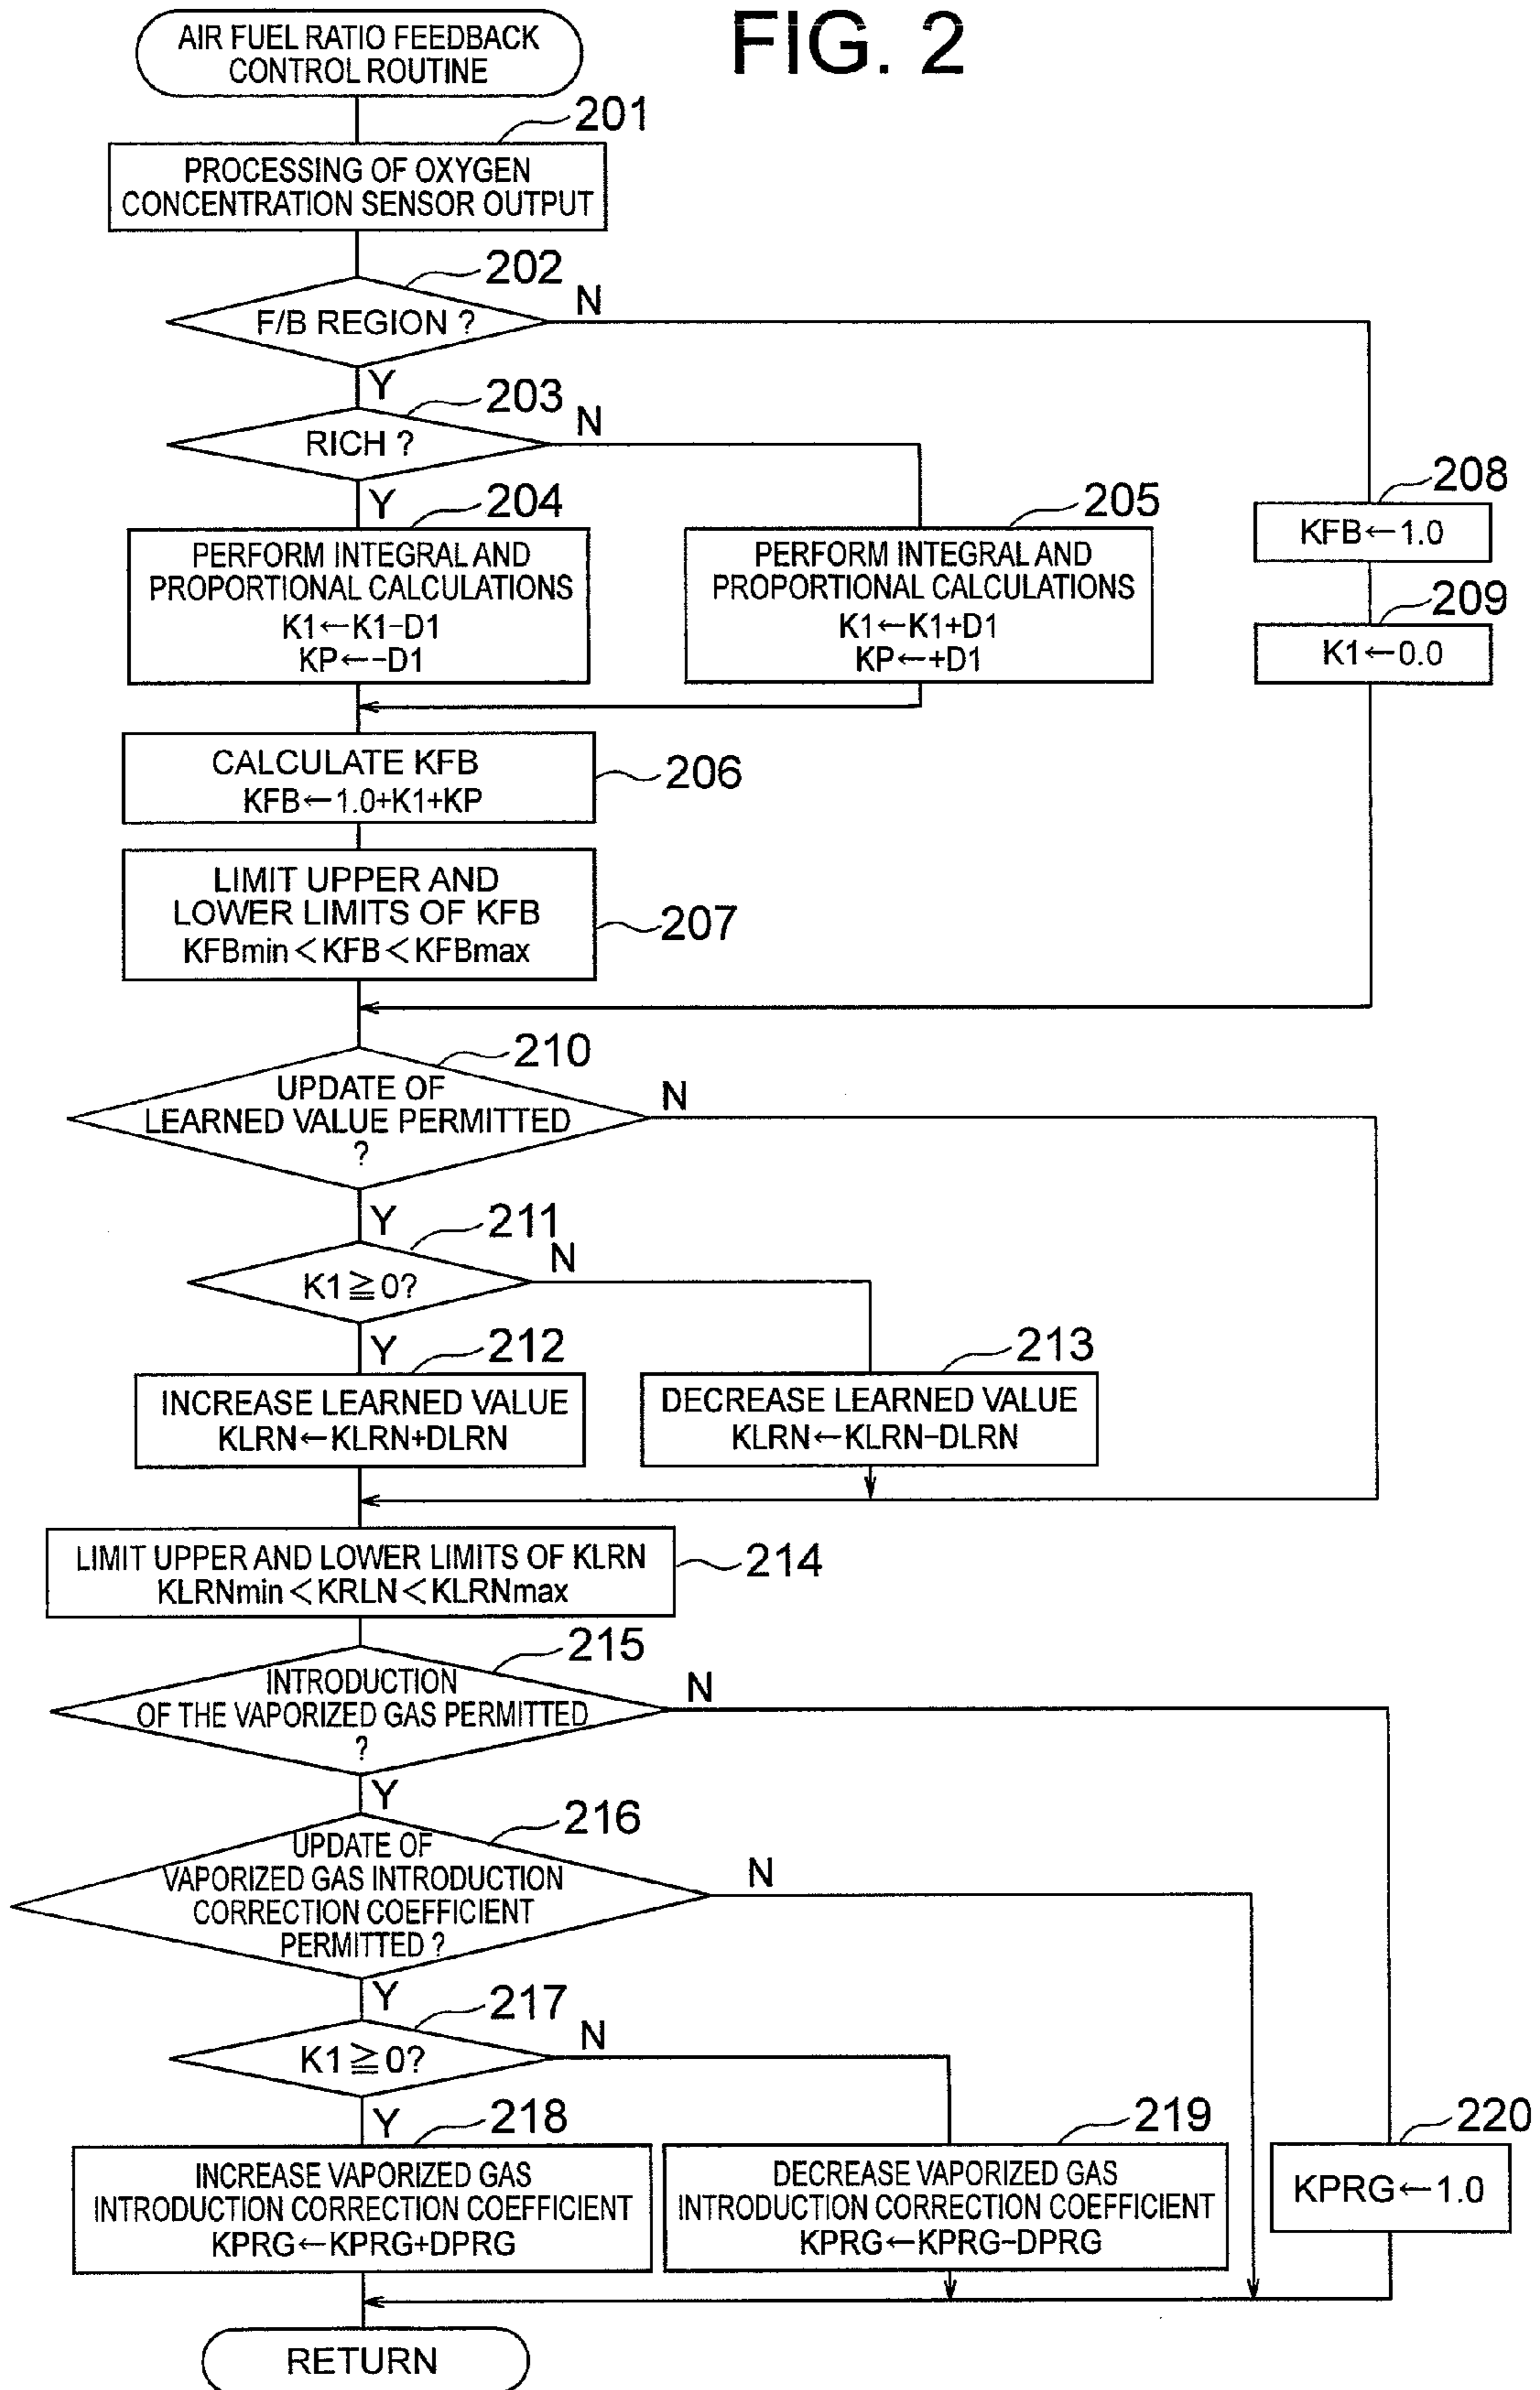 FIG. 2
AIR FUEL RATIO FEEDBACK
CONTROL ROUTINE
201
PROCESSING OF OXYGEN
CONCENTRATION SENSOR OUTPUT
202
F/B REGION ?
N
Y
203
RICH ?
N
Y
204
PERFORM INTEGRAL AND
PROPORTIONAL CALCULATIONS
K1←K1−D1
KP←−D1
205
PERFORM INTEGRAL AND
PROPORTIONAL CALCULATIONS
K1←K1+D1
KP←+D1
208
KFB←1.0
209
K1←0.0
CALCULATE KFB
KFB←1.0+K1+KP
206
LIMIT UPPER AND
LOWER LIMITS OF KFB
KFBmin<KFB<KFBmax
207
210
UPDATE OF
LEARNED VALUE PERMITTED
?
N
Y
211
K1≧0?
N
Y
212
INCREASE LEARNED VALUE
KLRN←KLRN+DLRN
213
DECREASE LEARNED VALUE
KLRN←KLRN−DLRN
LIMIT UPPER AND LOWER LIMITS OF KLRN
KLRNmin<KRLN<KLRNmax
214
215
INTRODUCTION
OF THE VAPORIZED GAS PERMITTED
?
N
Y
216
UPDATE OF
VAPORIZED GAS INTRODUCTION
CORRECTION COEFFICIENT
PERMITTED ?
N
Y
217
K1≧0?
N
Y
218
INCREASE VAPORIZED GAS
INTRODUCTION CORRECTION COEFFICIENT
KPRG←KPRG+DPRG
219
DECREASE VAPORIZED GAS
INTRODUCTION CORRECTION COEFFICIENT
KPRG←KPRG−DPRG
220
KPRG←1.0
RETURN